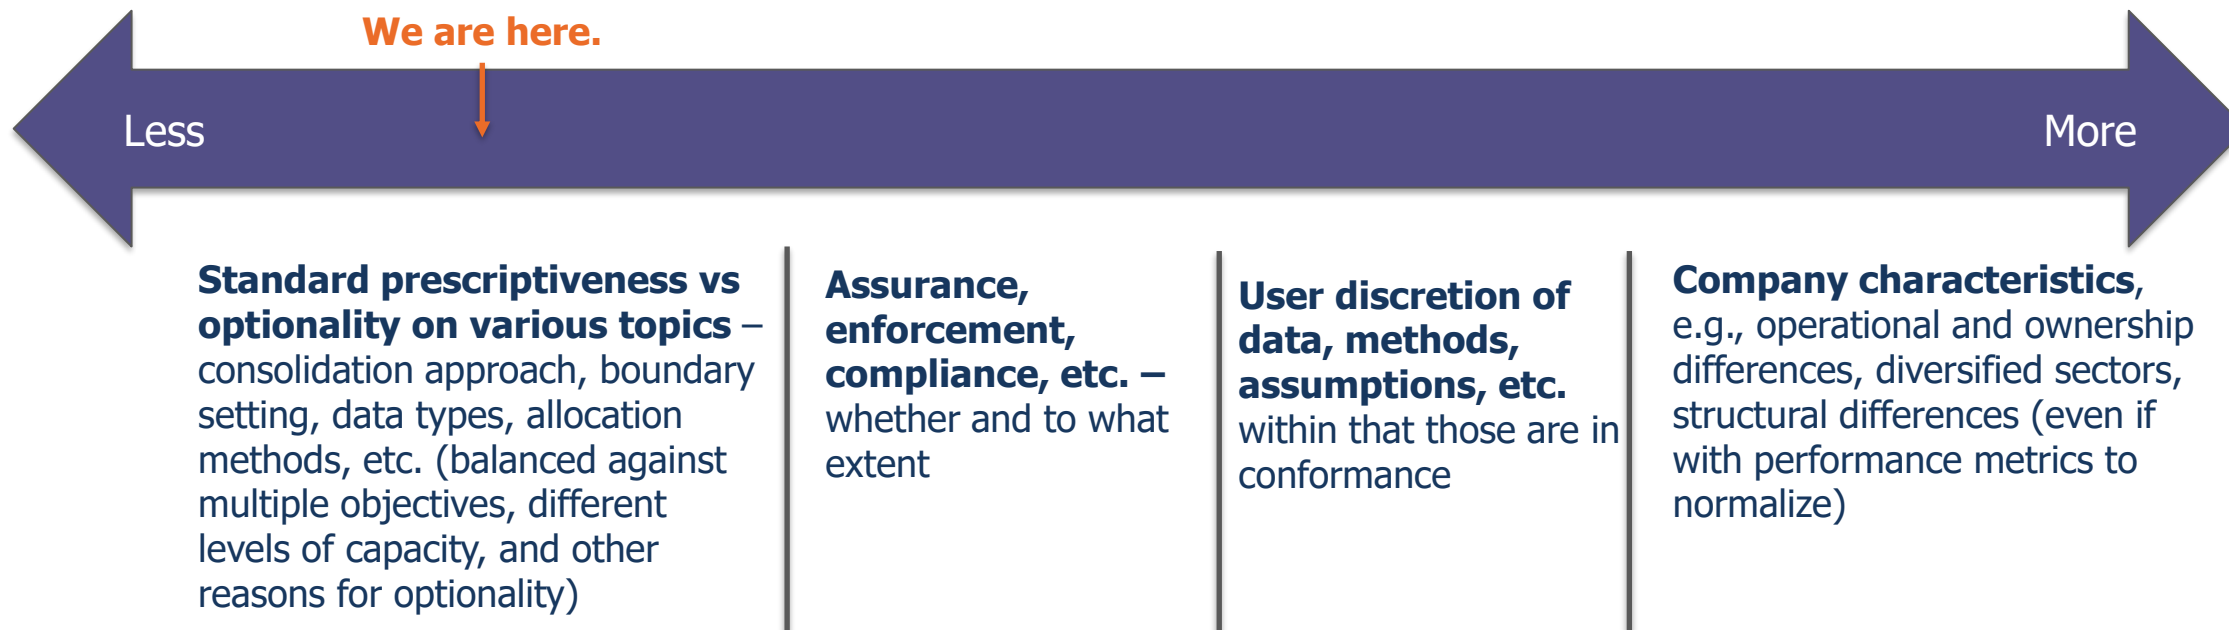 We are here.
Less
More
Standard prescriptiveness vs
optionality on various topics –
consolidation approach, boundary
setting, data types, allocation
methods, etc. (balanced against
multiple objectives, different
levels of capacity, and other
reasons for optionality)
Assurance,
enforcement,
compliance, etc. –
whether and to what
extent
User discretion of
data, methods,
assumptions, etc.
within that those are in
conformance
Company characteristics,
e.g., operational and ownership
differences, diversified sectors,
structural differences (even if
with performance metrics to
normalize)